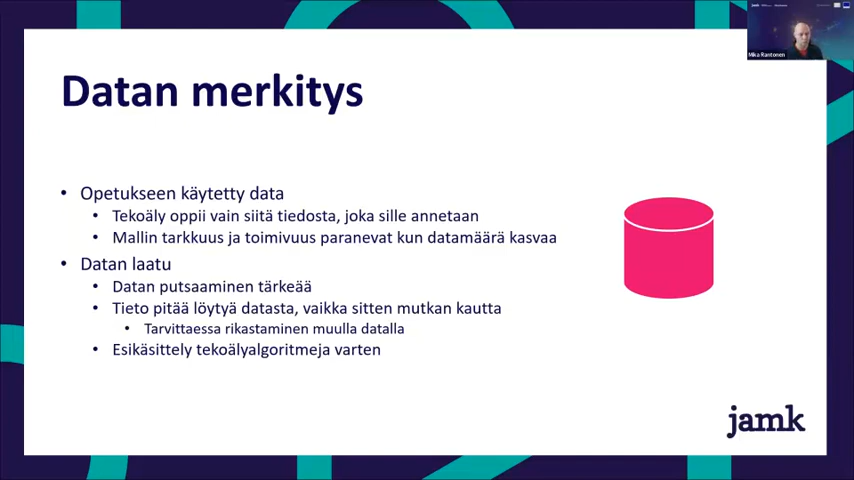 Datan merkitys
• Opetukseen käytetty data
• Tekoäly oppii vain siitä tiedosta, joka sille annetaan
• Mallin tarkkuus ja toimivuus paranevat kun datamäärä kasvaa
• Datan laatu
• Datan putsaaminen tärkeää
• Tieto pitää löytyä datasta, vaikka sitten mutkan kautta
• Tarvittaessa rikastaminen muulla datalla
• Esikäsittely tekoälyalgoritmeja varten
jamk
jamk
Mika Rantonen